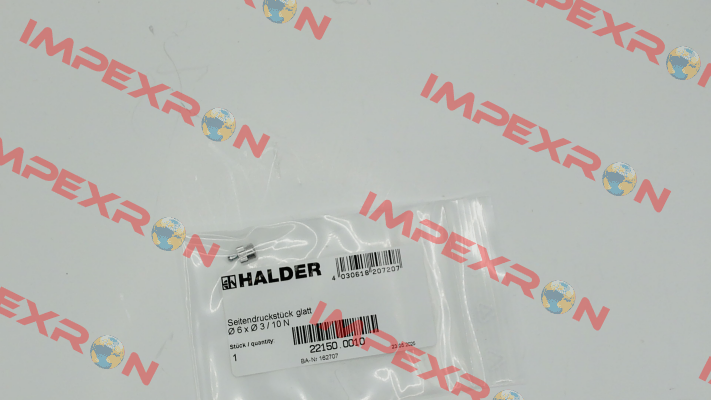 IMPEXRON
IMPEXRON
IMPEXRON
IMPEXRON
IMPEXRON
HALDER
4 030618 207207
Seitendruckstück glatt
Ø 6 x Ø 3 / 10 N
Stück / quantity
1
22150.0010
BA-Nr 162707
IMPEXRON
IMPEXRON